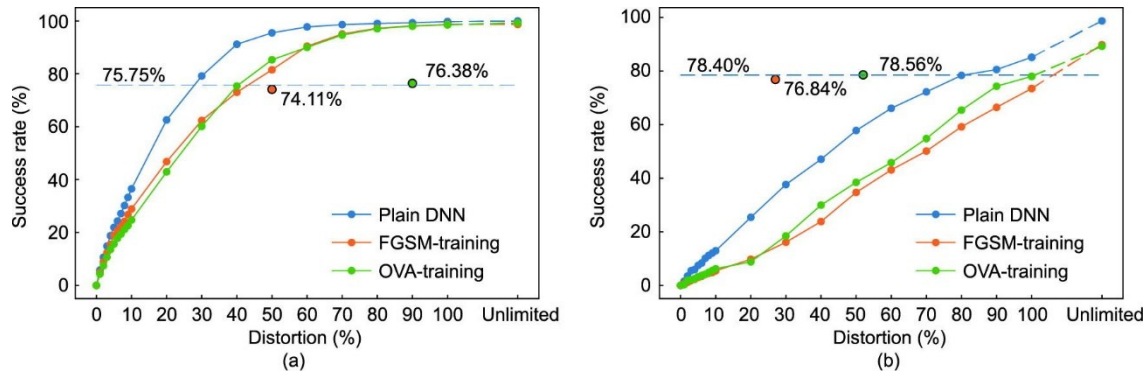 100
80
60
40
20
0
Success rate (%)
75.75%
74.11%
76.38%
Plain DNN
FGSM-training
OVA-training
0 10 20 30 40 50 60 70 80 90 100 Unlimited
Distortion (%)
(a)
100
80
60
40
20
0
Success rate (%)
78.40%
76.84%
78.56%
Plain DNN
FGSM-training
OVA-training
0 10 20 30 40 50 60 70 80 90 100 Unlimited
Distortion (%)
(b)